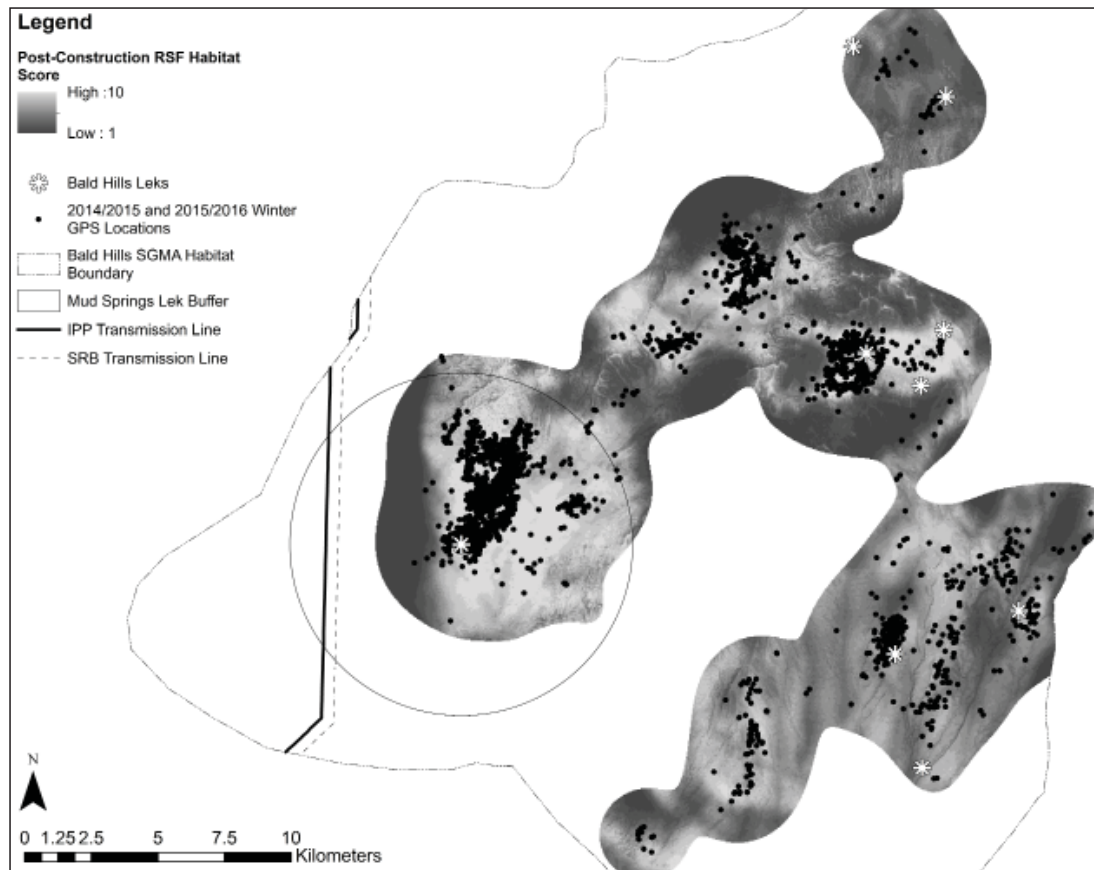 Legend
Post-Construction RSF Habitat
Score
High :10
Low : 1
Bald Hills Leks
2014/2015 and 2015/2016 Winter
GPS Locations
Bald Hills SGMA Habitat
Boundary
Mud Springs Lek Buffer
IPP Transmission Line
SRB Transmission Line
N
0 1.25 2.5 5 7.5 10
Kilometers